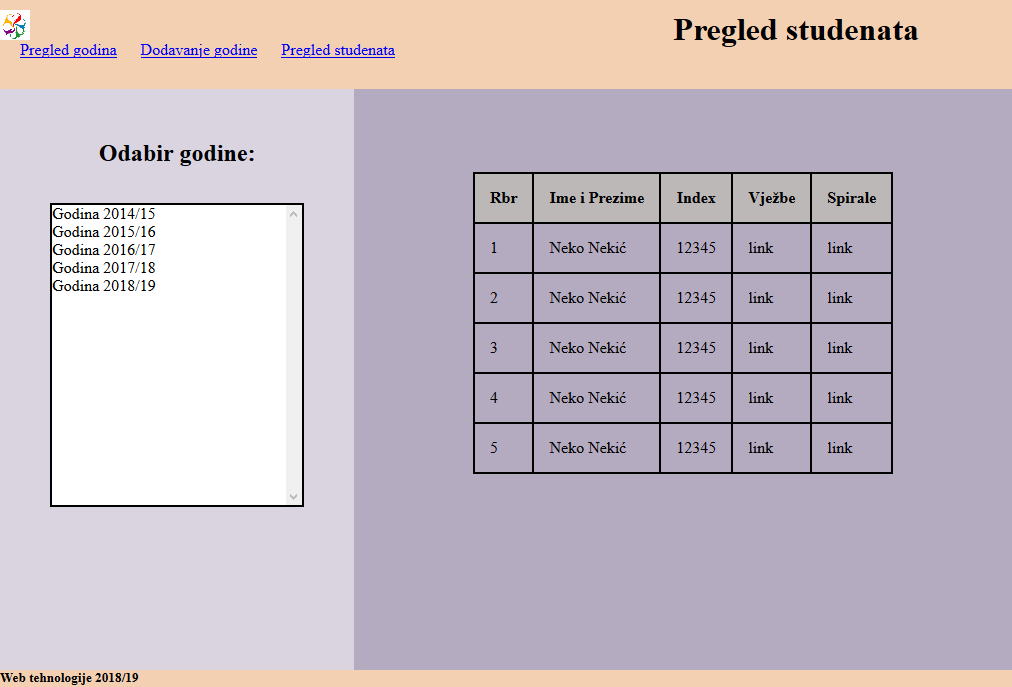 Pregled studenata
Pregled godina Dodavanje godine Pregled studenata
Odabir godine:
Godina 2014/15
Godina 2015/16
Godina 2016/17
Godina 2017/18
Godina 2018/19
Rbr Ime i Prezime Index Vježbe Spirale
1 Neko Nekić 12345 link link
2 Neko Nekić 12345 link link
3 Neko Nekić 12345 link link
4 Neko Nekić 12345 link link
5 Neko Nekić 12345 link link
Web tehnologije 2018/19